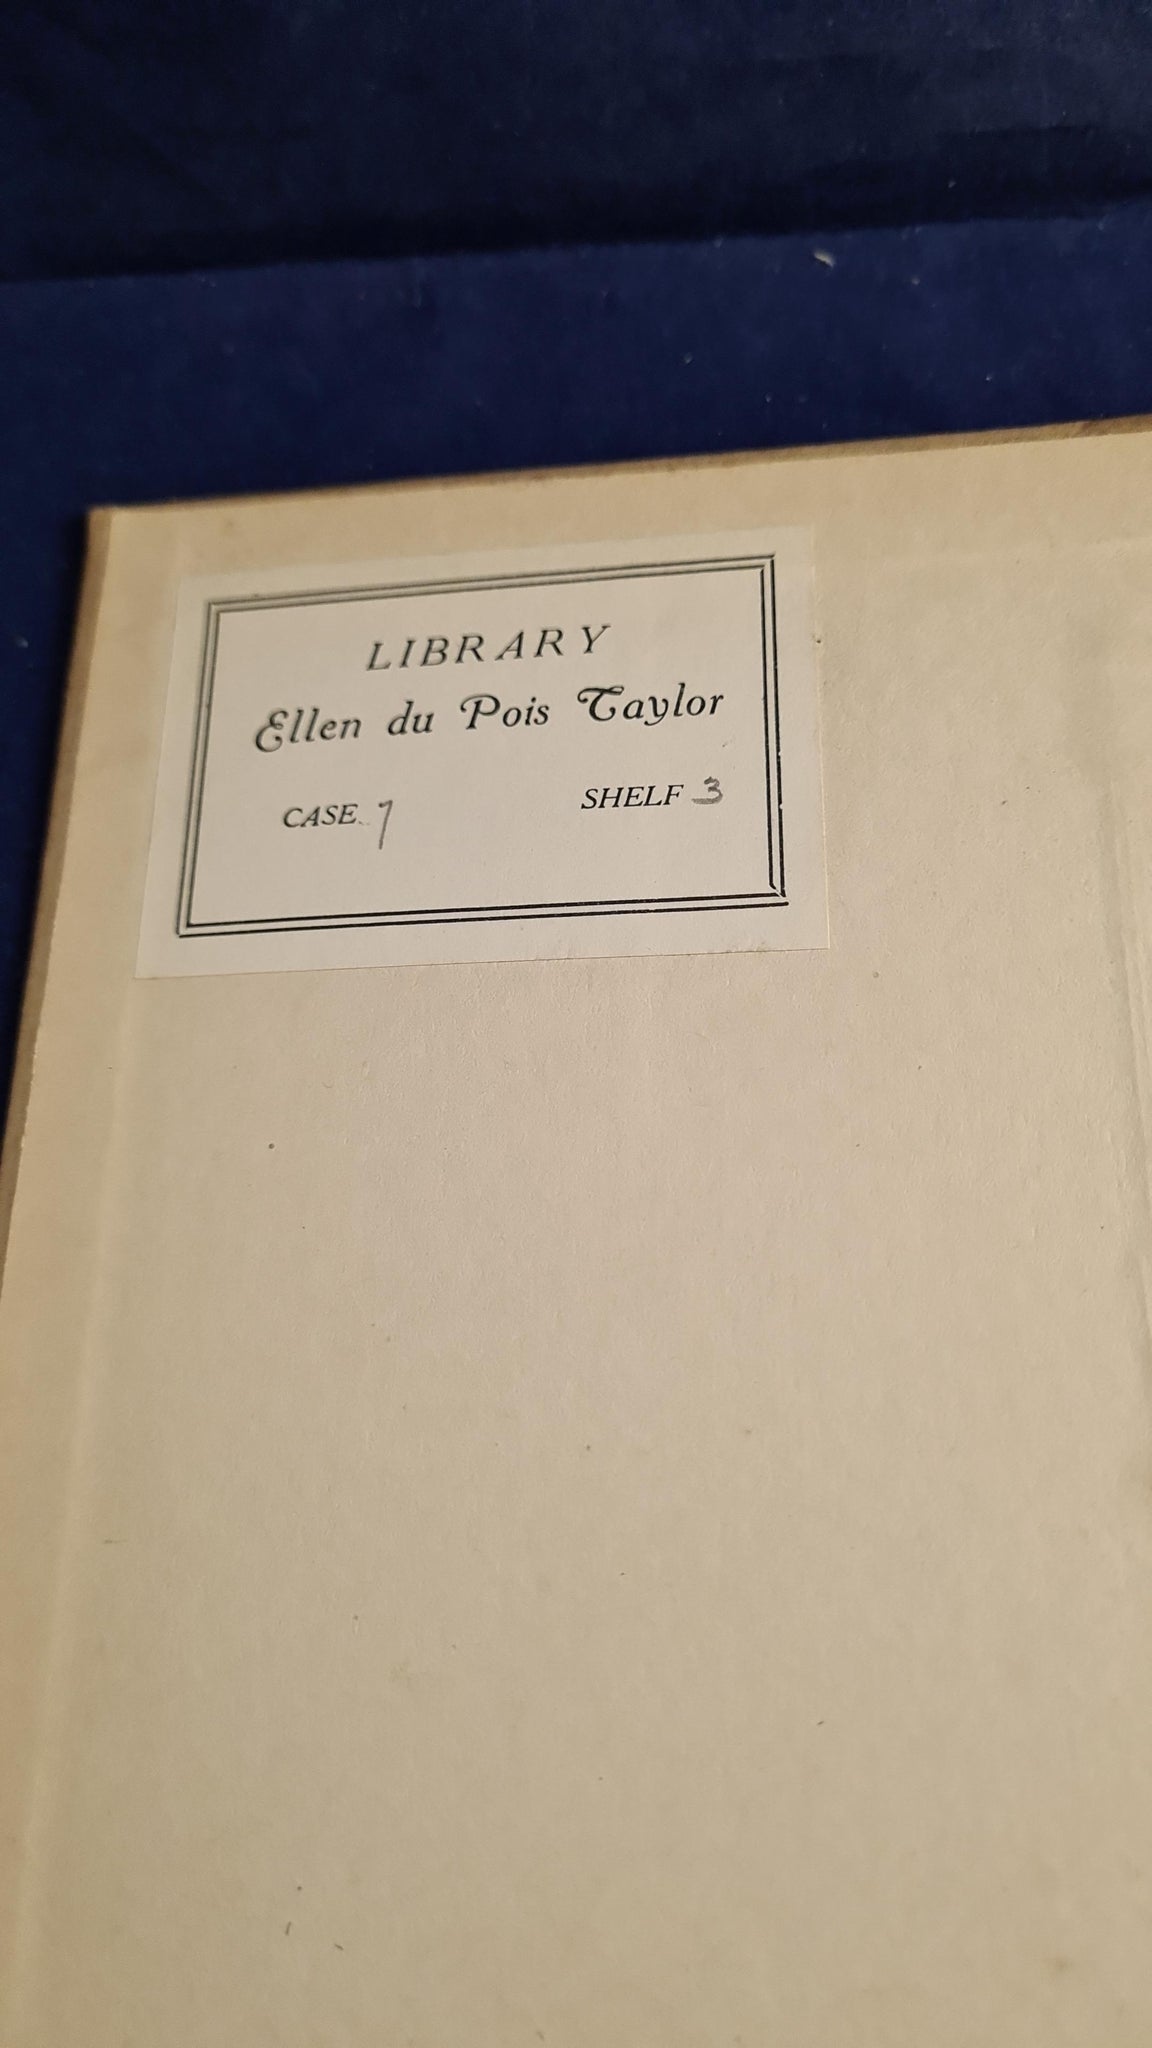 LIBRARY
Ellen du Pois Taylor
CASE 7 SHELF 3